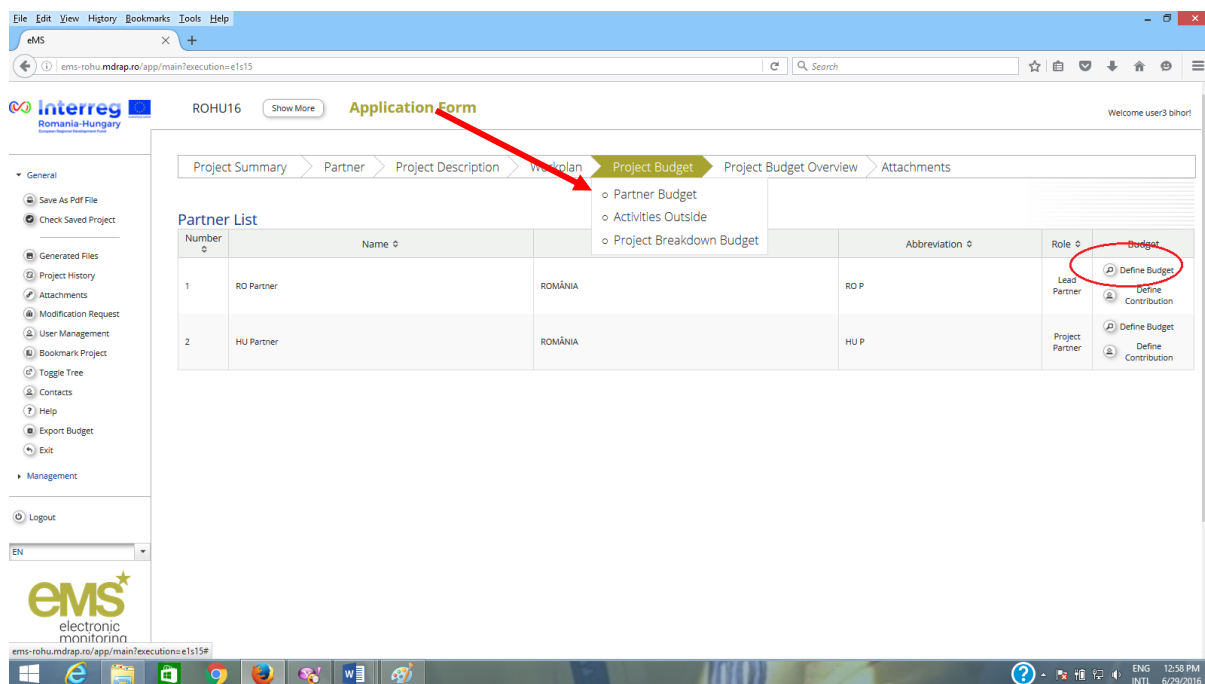 File Edit View History Bookmarks Tools Help
eMS
ems-rohu.mdrap.ro/app/main?execution=e1s15
Search
Interreg
Romania-Hungary
European Regional Development Fund
ROHU16
Show More
Application Form
Welcome user3 bihor!
General
Save As Pdf File
Check Saved Project
Generated Files
Project History
Attachments
Modification Request
User Management
Bookmark Project
Toggle Tree
Contacts
Help
Export Budget
Exit
Management
Logout
EN
eMS
electronic
monitoring
Project Summary Partner Project Description Workplan Project Budget Project Budget Overview Attachments
Partner Budget
Activities Outside
Project Breakdown Budget
Partner List
Number Name Abbreviation Role Budget
1 RO Partner ROMÂNIA RO P Lead Partner Define Budget
Define Contribution
2 HU Partner ROMÂNIA HU P Project Partner Define Budget
Define Contribution
ems-rohu.mdrap.ro/app/main?execution=e1s15#
ENG 12:58 PM
INTL 6/29/2016